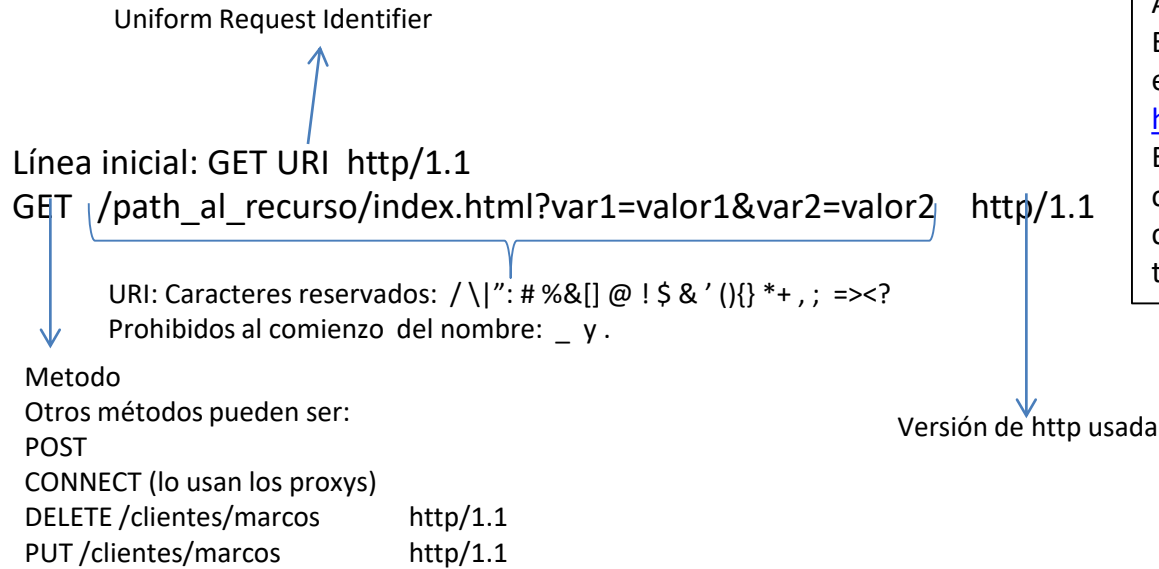 Uniform Request Identifier
Línea inicial: GET URI http/1.1
GET /path_al_recurso/index.html?var1=valor1&var2=valor2 http/1.1
URI: Caracteres reservados: / \|”: # %&[] @ ! $ & ’ (){} *+ , ; =><?
Prohibidos al comienzo del nombre: _ y .
Metodo
Otros métodos pueden ser:
POST
CONNECT (lo usan los proxys)
DELETE /clientes/marcos http/1.1
PUT /clientes/marcos http/1.1
Versión de http usada